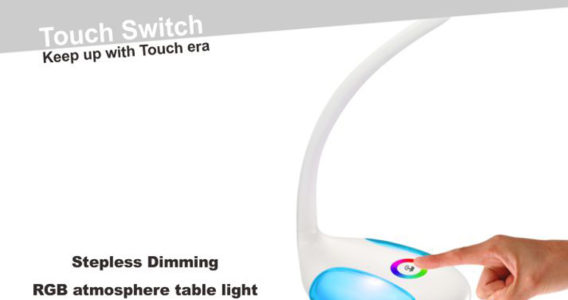 Touch Switch
Keep up with Touch era
Stepless Dimming
RGB atmosphere table light